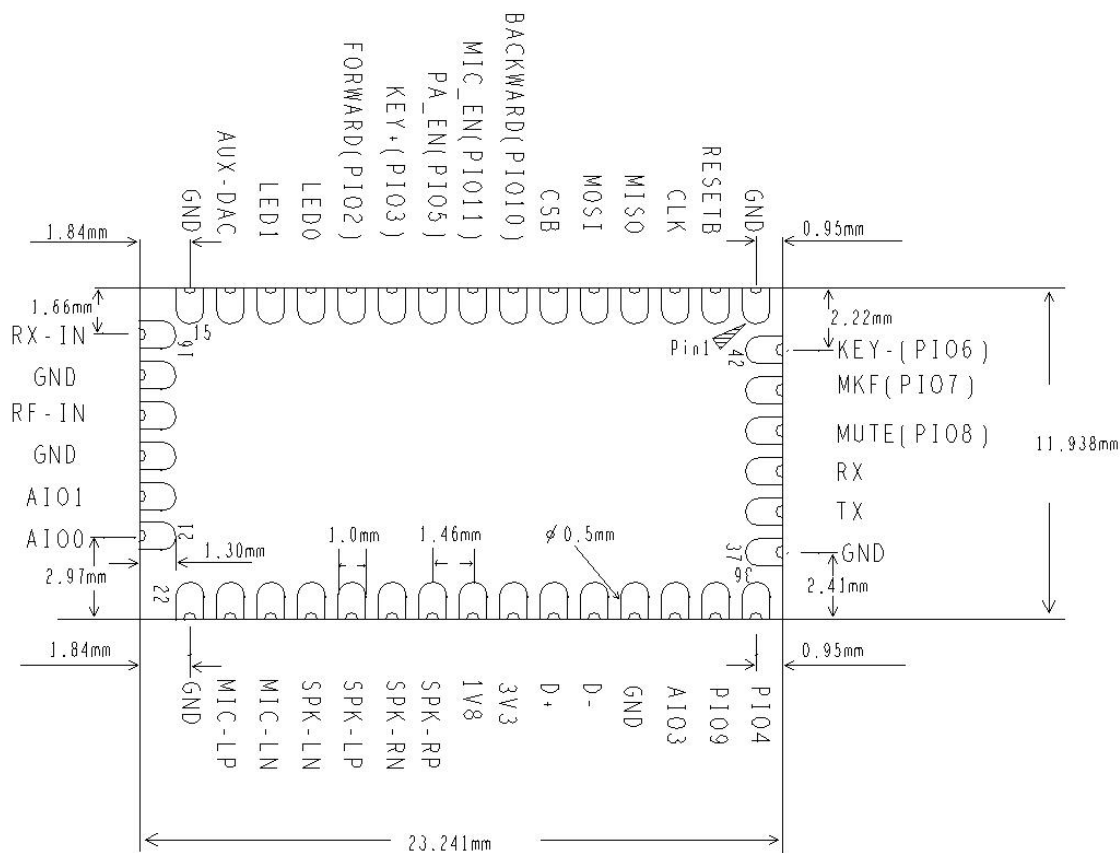 GND
AUX-DAC
LED1
LED0
FORWARD(PIO2)
KEY+(PIO3)
PA_EN(PIO5)
MIC_EN(PIO11)
BACKWARD(PIO10)
CSB
MOSI
MISO
CLK
RESETB
GND
1.84mm
0.95mm
1.66mm
2.22mm
15
16
Pin1
42
RX-IN
GND
RF-IN
GND
AIO1
AIO0
KEY-(PIO6)
MKF(PIO7)
MUTE(PIO8)
RX
TX
GND
11.938mm
21
1.30mm
1.0mm
1.46mm
ø 0.5mm
37
36
2.97mm
22
2.41mm
1.84mm
0.95mm
GND
MIC-LP
MIC-LN
SPK-LN
SPK-LP
SPK-RN
SPK-RP
1V8
3V3
D+
D-
GND
AIO3
PIO9
PIO4
23.241mm